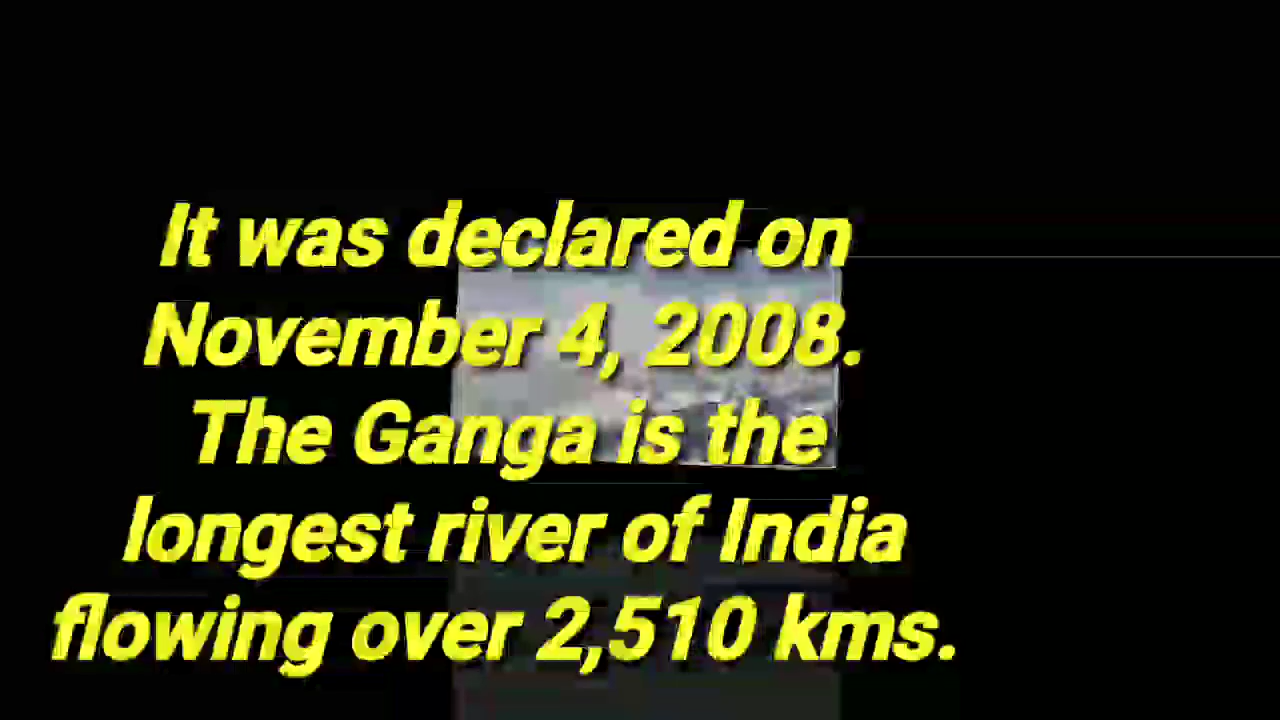 It was declared on
November 4, 2008.
The Ganga is the
longest river of India
flowing over 2,510 kms.